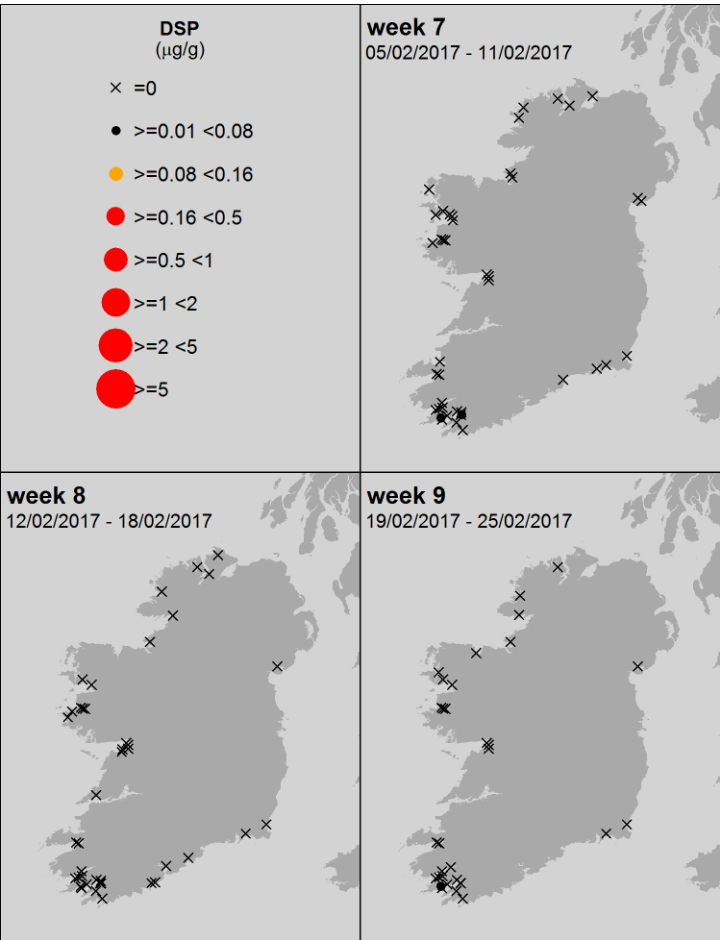 DSP
(µg/g)
=0
>=0.01 <0.08
>=0.08 <0.16
>=0.16 <0.5
>=0.5 <1
>=1 <2
>=2 <5
>=5
week 7
05/02/2017 - 11/02/2017
week 8
12/02/2017 - 18/02/2017
week 9
19/02/2017 - 25/02/2017